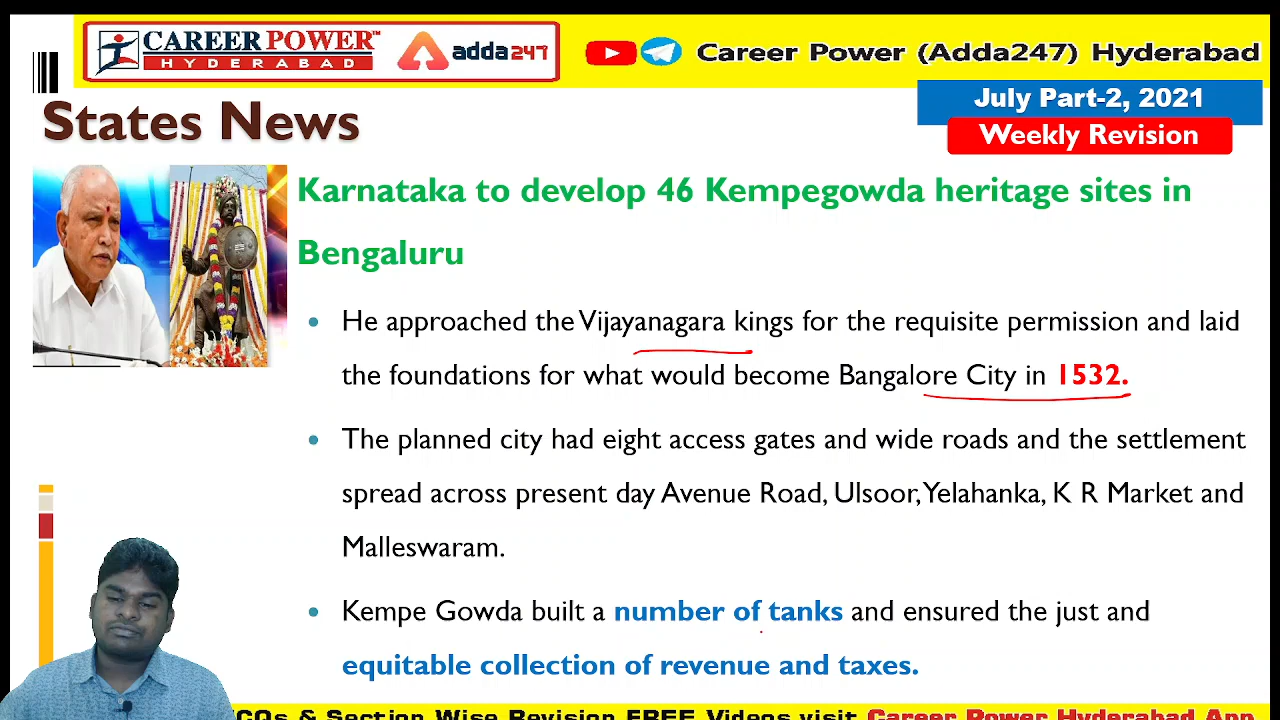 CAREER POWER™
HYDERABAD
adda247
Career Power (Adda247) Hyderabad
July Part-2, 2021
Weekly Revision
States News
Karnataka to develop 46 Kempegowda heritage sites in
Bengaluru
• He approached the Vijayanagara kings for the requisite permission and laid
the foundations for what would become Bangalore City in 1532.
• The planned city had eight access gates and wide roads and the settlement
spread across present day Avenue Road, Ulsoor, Yelahanka, K R Market and
Malleswaram.
• Kempe Gowda built a number of tanks and ensured the just and
equitable collection of revenue and taxes.
CQs & Section Wise Revision FREE Videos visit Career Power Hyderabad App